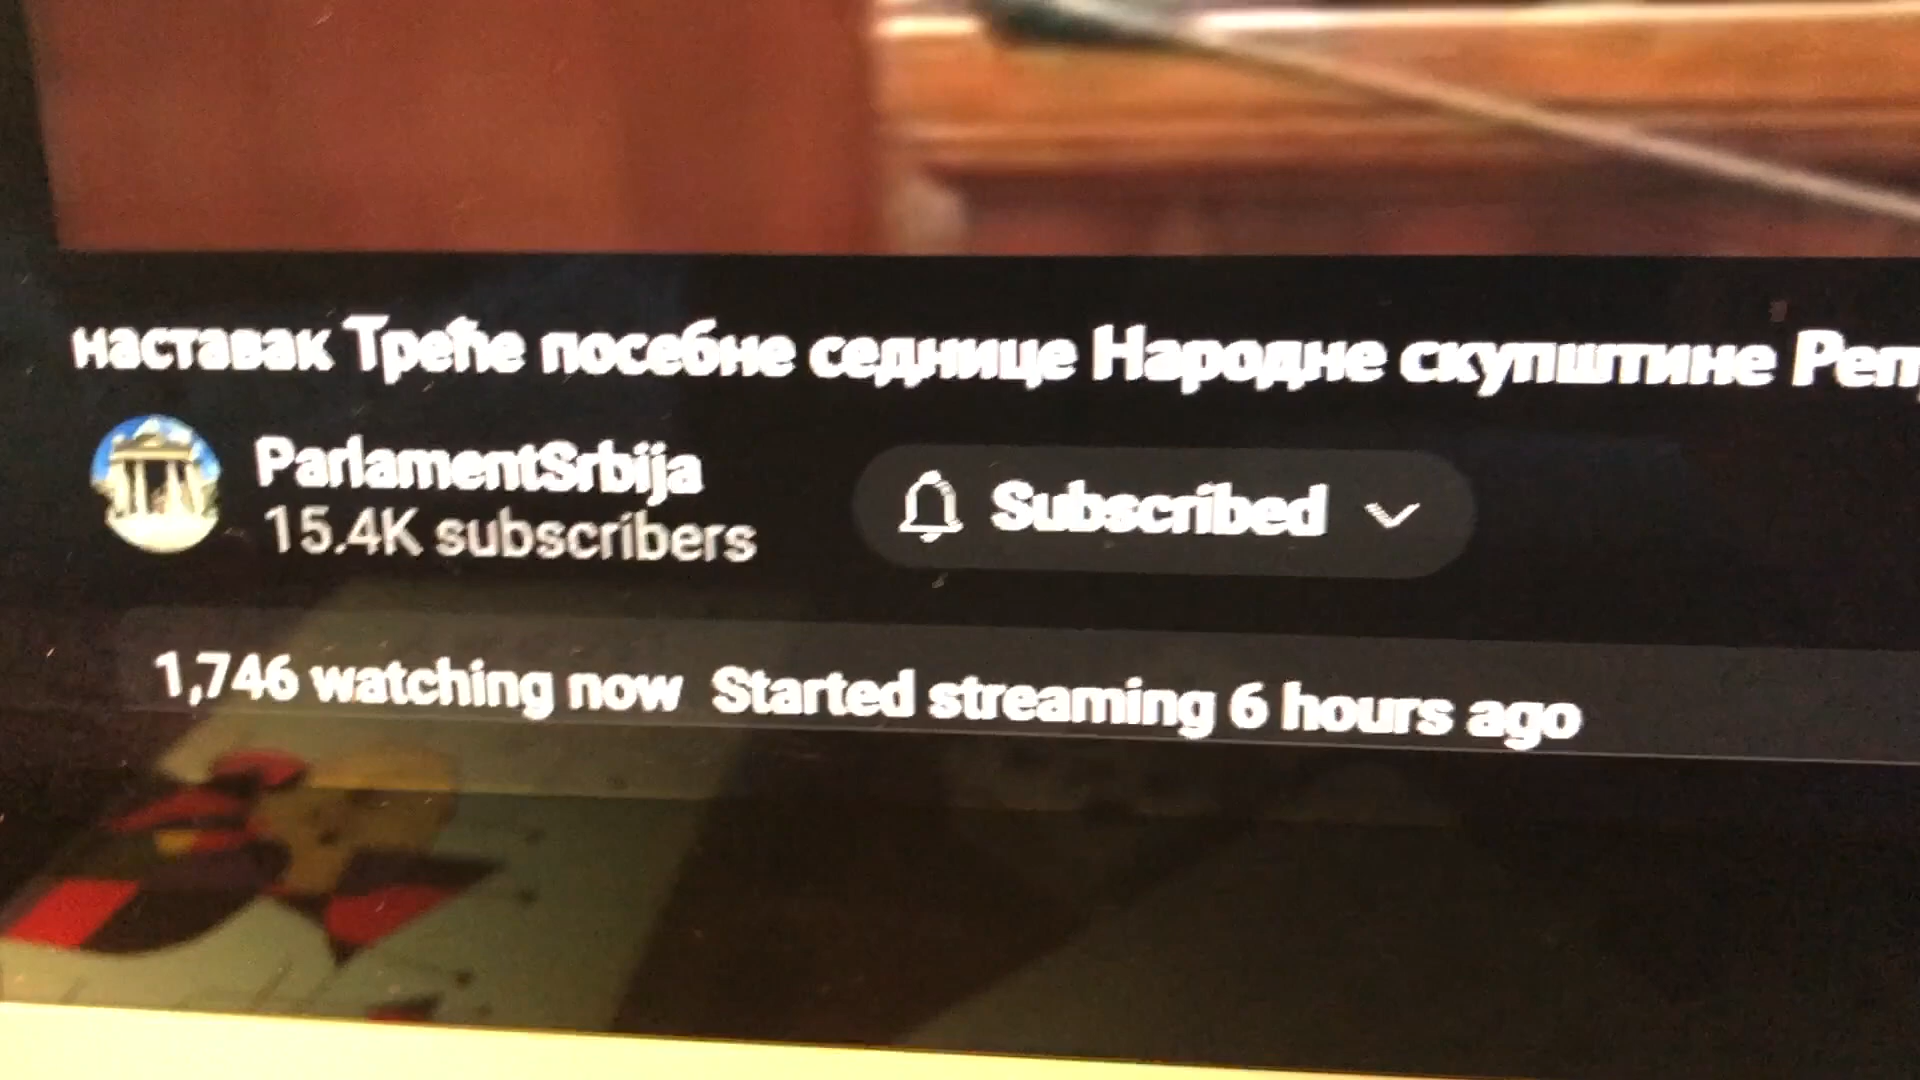 наставак Треће посебне седнице Народне скупштине Реп
ParlamentSrbija
15.4K subscribers
Subscribed
1,746 watching now Started streaming 6 hours ago